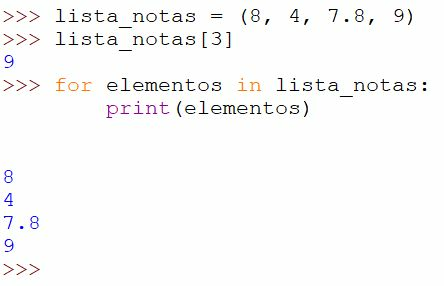 >>> lista_notas = (8, 4, 7.8, 9)
>>> lista_notas[3]
9
>>> for elementos in lista_notas:
        print(elementos)
8
4
7.8
9
>>>